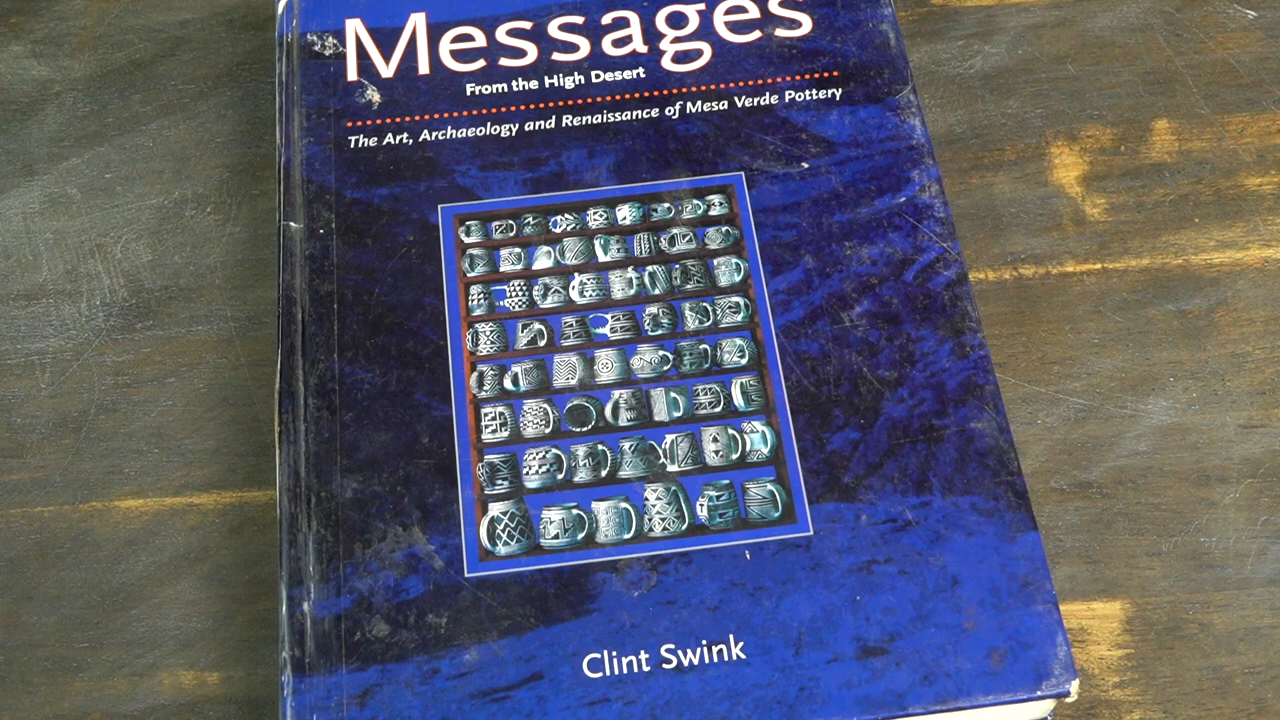 Messages
From the High Desert
The Art, Archaeology and Renaissance of Mesa Verde Pottery
Clint Swink